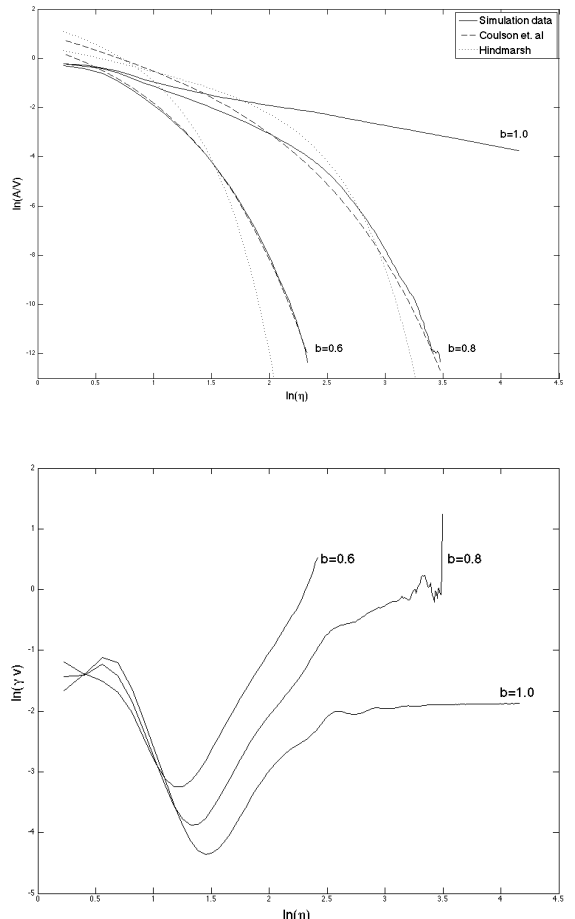 2
0
-2
-4
-6
-8
-10
-12
0
0.5
1
1.5
2
2.5
3
3.5
4
4.5
ln(A/V)
ln(η)
Simulation data
Coulson et. al
Hindmarsh
b=1.0
b=0.6
b=0.8
2
1
0
-1
-2
-3
-4
-5
0
0.5
1
1.5
2
2.5
3
3.5
4
4.5
ln(γ v)
ln(η)
b=0.6
b=0.8
b=1.0